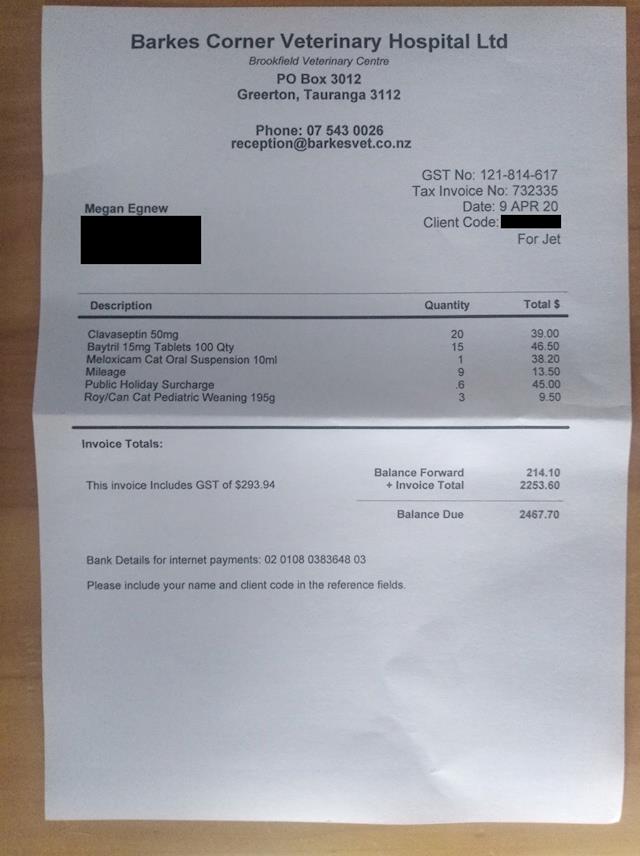 Barkes Corner Veterinary Hospital Ltd
Brookfield Veterinary Centre
PO Box 3012
Greerton, Tauranga 3112
Phone: 07 543 0026
reception@barkesvet.co.nz
GST No: 121-814-617
Tax Invoice No: 732335
Date: 9 APR 20
Client Code:
For Jet
Megan Egnew
Description Quantity Total $
Clavaseptin 50mg 20 39.00
Baytril 15mg Tablets 100 Qty 15 46.50
Meloxicam Cat Oral Suspension 10ml 1 38.20
Mileage 9 13.50
Public Holiday Surcharge .6 45.00
Roy/Can Cat Pediatric Weaning 195g 3 9.50
Invoice Totals:
Balance Forward 214.10
This invoice Includes GST of $293.94 + Invoice Total 2253.60
Balance Due 2467.70
Bank Details for internet payments: 02 0108 0383648 03
Please include your name and client code in the reference fields.